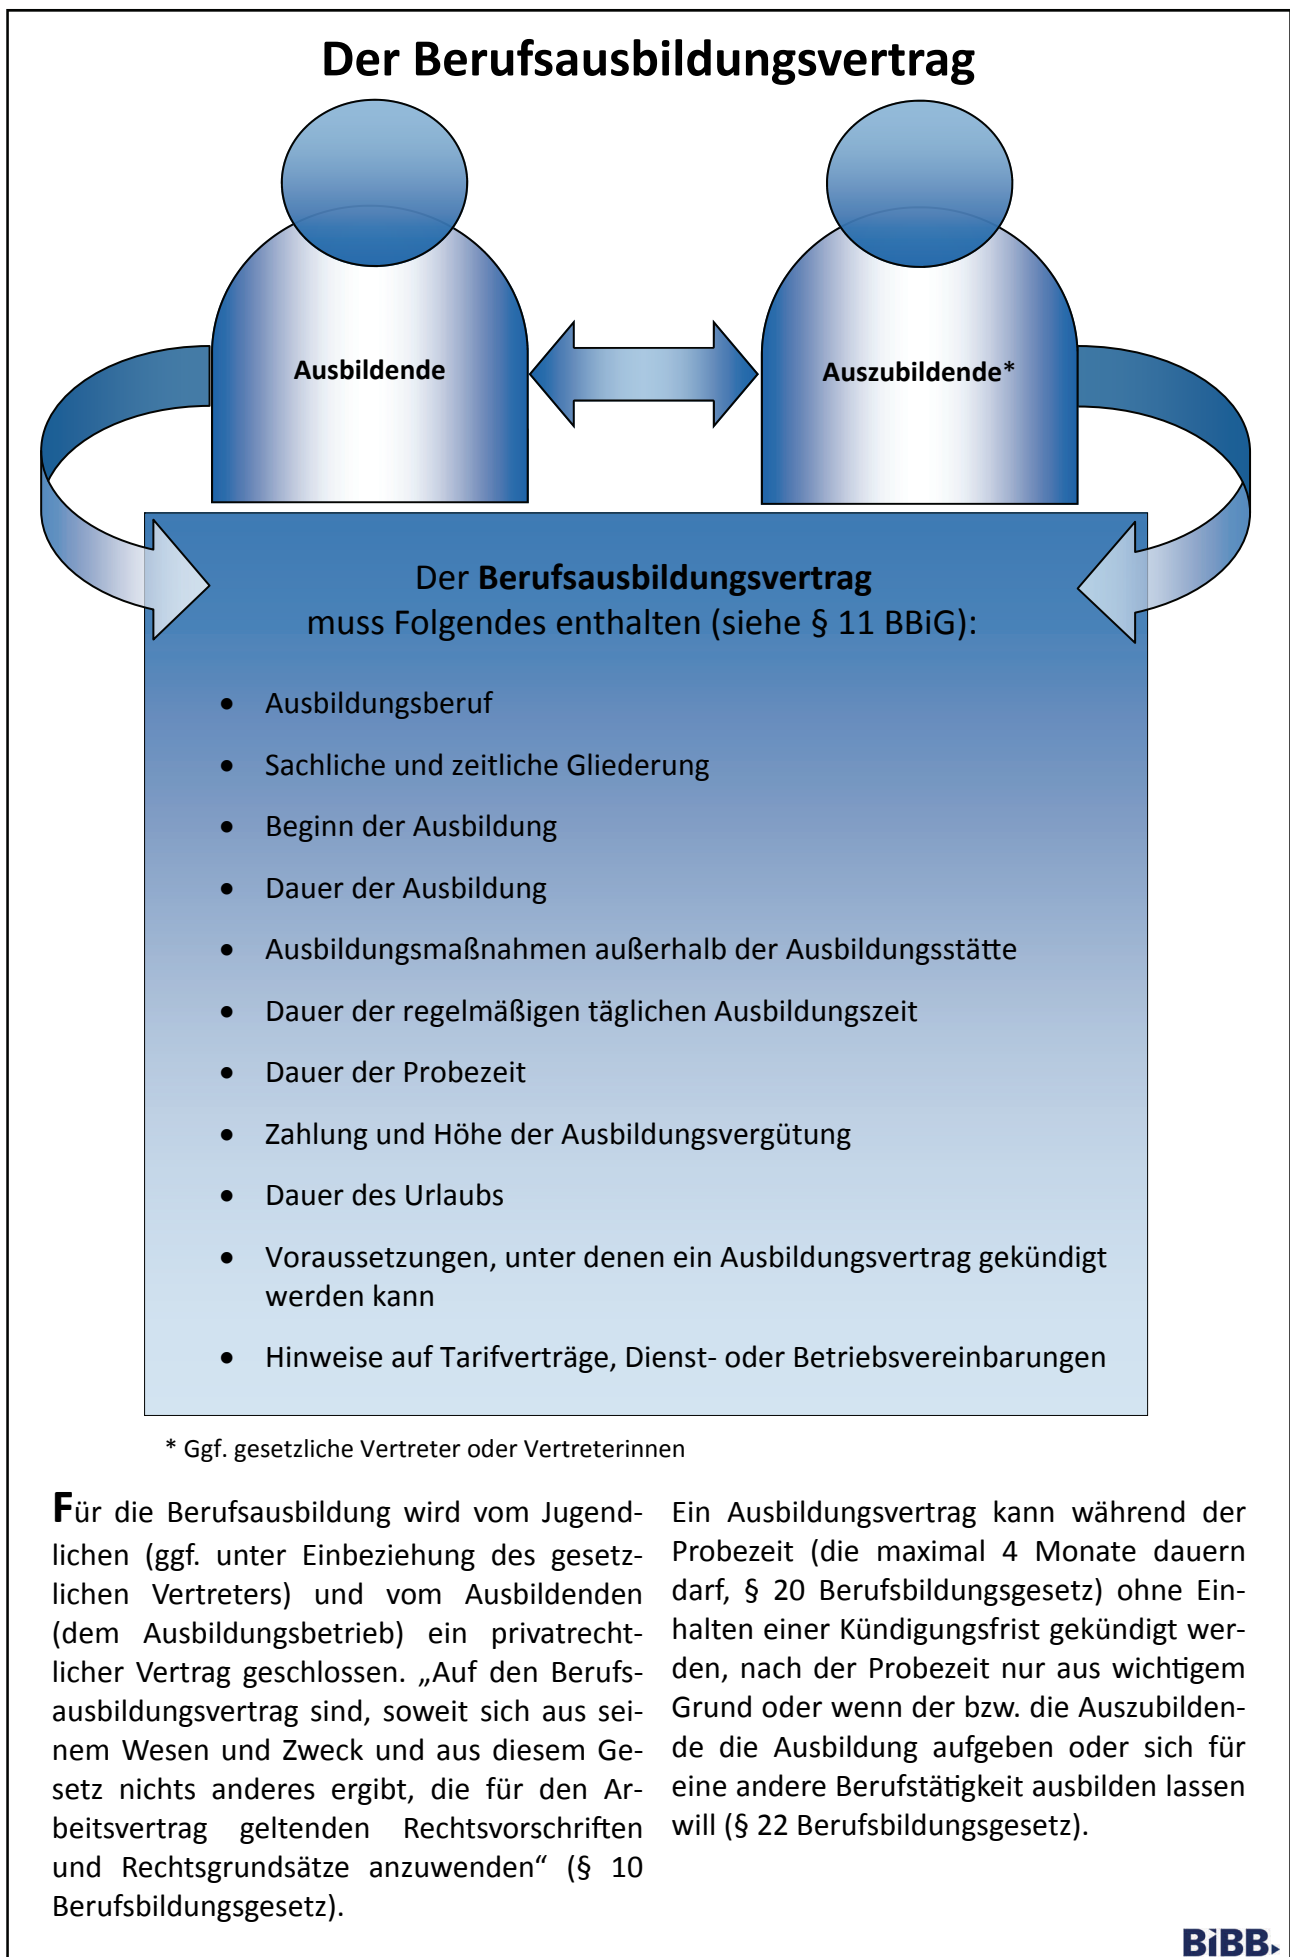 Der Berufsausbildungsvertrag
Ausbildende
Auszubildende*
Der Berufsausbildungsvertrag
muss Folgendes enthalten (siehe § 11 BBiG):
• Ausbildungsberuf
• Sachliche und zeitliche Gliederung
• Beginn der Ausbildung
• Dauer der Ausbildung
• Ausbildungsmaßnahmen außerhalb der Ausbildungsstätte
• Dauer der regelmäßigen täglichen Ausbildungszeit
• Dauer der Probezeit
• Zahlung und Höhe der Ausbildungsvergütung
• Dauer des Urlaubs
• Voraussetzungen, unter denen ein Ausbildungsvertrag gekündigt
werden kann
• Hinweise auf Tarifverträge, Dienst- oder Betriebsvereinbarungen
* Ggf. gesetzliche Vertreter oder Vertreterinnen
Für die Berufsausbildung wird vom Jugend-
lichen (ggf. unter Einbeziehung des gesetz-
lichen Vertreters) und vom Ausbildenden
(dem Ausbildungsbetrieb) ein privatrecht-
licher Vertrag geschlossen. „Auf den Berufs-
ausbildungsvertrag sind, soweit sich aus sei-
nem Wesen und Zweck und aus diesem Ge-
setz nichts anderes ergibt, die für den Ar-
beitsvertrag geltenden Rechtsvorschriften
und Rechtsgrundsätze anzuwenden“ (§ 10
Berufsbildungsgesetz).
Ein Ausbildungsvertrag kann während der
Probezeit (die maximal 4 Monate dauern
darf, § 20 Berufsbildungsgesetz) ohne Ein-
halten einer Kündigungsfrist gekündigt wer-
den, nach der Probezeit nur aus wichtigem
Grund oder wenn der bzw. die Auszubilden-
de die Ausbildung aufgeben oder sich für
eine andere Berufstätigkeit ausbilden lassen
will (§ 22 Berufsbildungsgesetz).
BiBB